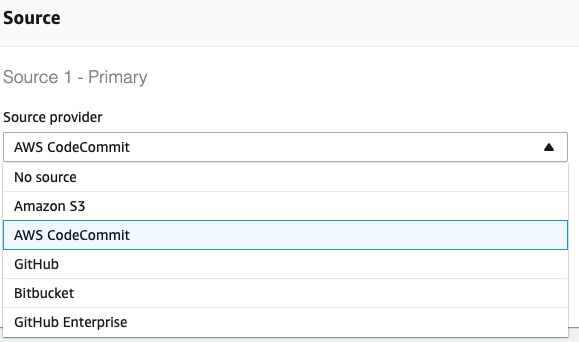 Source
Source 1 - Primary
Source provider
AWS CodeCommit
No source
Amazon S3
AWS CodeCommit
GitHub
Bitbucket
GitHub Enterprise